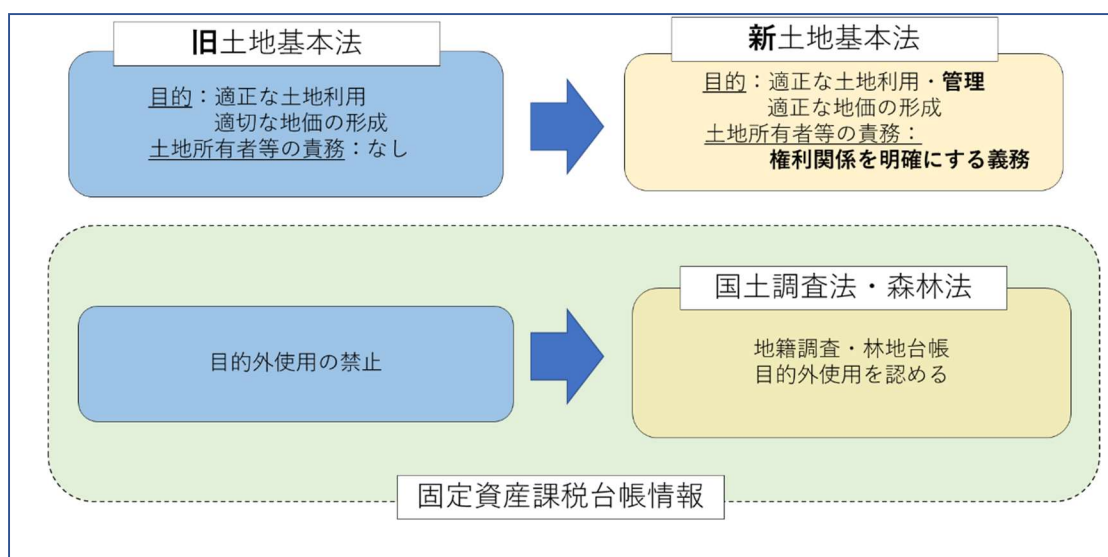 旧土地基本法
目的：適正な土地利用
適切な地価の形成
土地所有者等の責務：なし
新土地基本法
目的：適正な土地利用・管理
適正な地価の形成
土地所有者等の責務：
権利関係を明確にする義務
目的外使用の禁止
国土調査法・森林法
地籍調査・林地台帳
目的外使用を認める
固定資産課税台帳情報